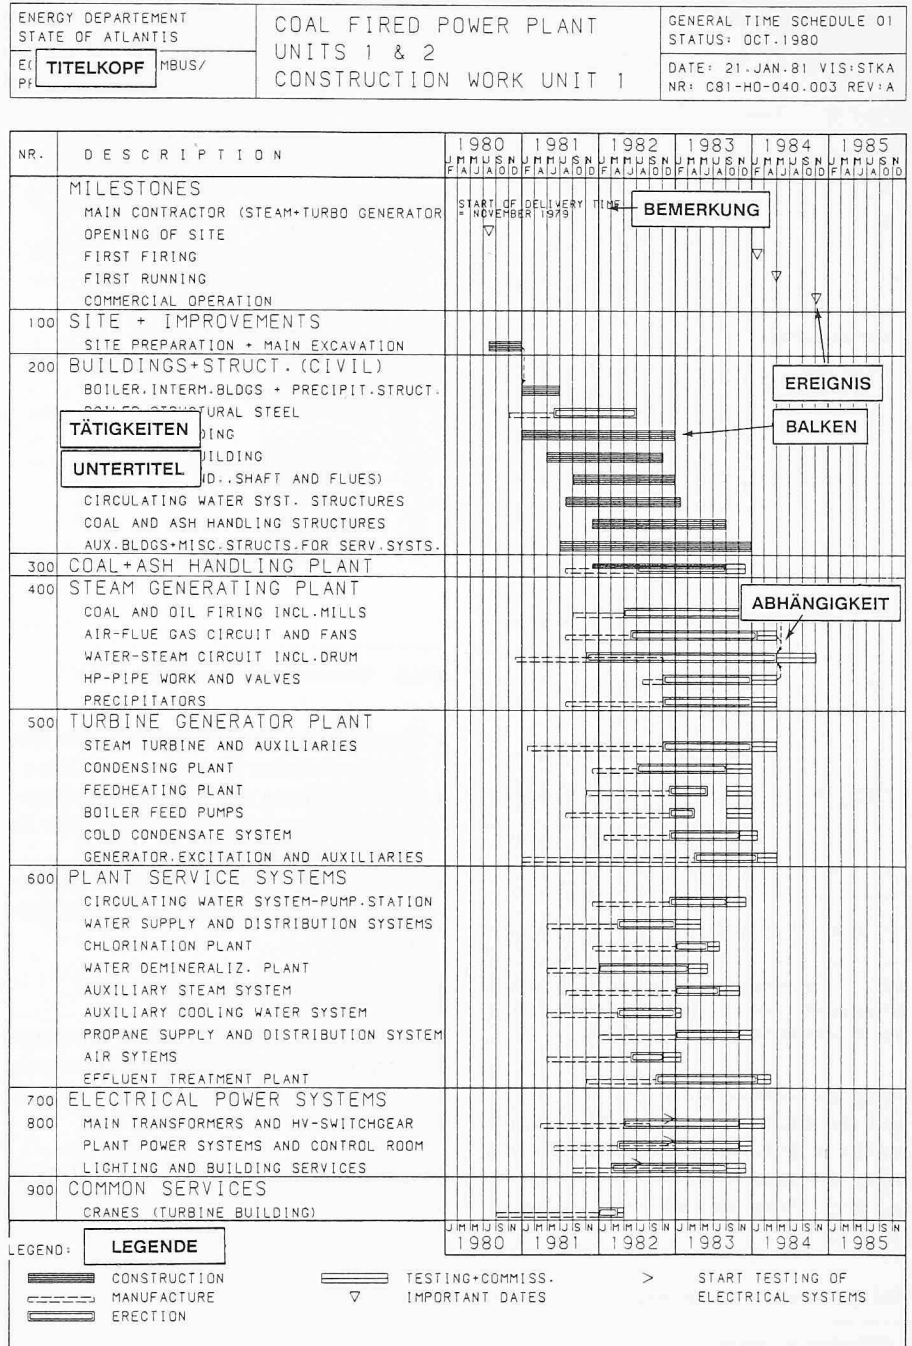 ENERGY DEPARTMENT
STATE OF ATLANTIS
TITELKOPF MBUS/
COAL FIRED POWER PLANT
UNITS 1 & 2
CONSTRUCTION WORK UNIT 1
GENERAL TIME SCHEDULE 01
STATUS: OCT.1980
DATE: 21.JAN.81 VIS:STKA
NR: C81-HO-040.003 REV:A
NR. DESCRIPTION 1980 1981 1982 1983 1984 1985
J M M J S N J M M J S N J M M J S N J M M J S N J M M J S N J M M J S N
F A J A O D F A J A O D F A J A O D F A J A O D F A J A O D F A J A O D
MILESTONES
MAIN CONTRACTOR (STEAM+TURBO GENERATOR
START OF DELIVERY TIME
= NOVEMBER 1979
BEMERKUNG
OPENING OF SITE
FIRST FIRING
FIRST RUNNING
COMMERCIAL OPERATION
100 SITE + IMPROVEMENTS
SITE PREPARATION + MAIN EXCAVATION
200 BUILDINGS+STRUCT.(CIVIL)
EREIGNIS
BOILER.INTERM.BLDGS + PRECIPIT.STRUCT.
URAL STEEL
TÄTIGKEITEN DING
BALKEN
UILDING
UNTERTITEL ND..SHAFT AND FLUES)
CIRCULATING WATER SYST. STRUCTURES
COAL AND ASH HANDLING STRUCTURES
AUX.BLDGS+MISC.STRUCTS.FOR SERV.SYSTS.
300 COAL+ASH HANDLING PLANT
400 STEAM GENERATING PLANT
ABHÄNGIGKEIT
COAL AND OIL FIRING INCL.MILLS
AIR-FLUE GAS CIRCUIT AND FANS
WATER-STEAM CIRCUIT INCL.DRUM
HP-PIPE WORK AND VALVES
PRECIPITATORS
500 TURBINE GENERATOR PLANT
STEAM TURBINE AND AUXILIARIES
CONDENSING PLANT
FEEDHEATING PLANT
BOILER FEED PUMPS
COLD CONDENSATE SYSTEM
GENERATOR.EXCITATION AND AUXILIARIES
600 PLANT SERVICE SYSTEMS
CIRCULATING WATER SYSTEM-PUMP.STATION
WATER SUPPLY AND DISTRIBUTION SYSTEMS
CHLORINATION PLANT
WATER DEMINERALIZ. PLANT
AUXILIARY STEAM SYSTEM
AUXILIARY COOLING WATER SYSTEM
PROPANE SUPPLY AND DISTRIBUTION SYSTEM
AIR SYTEMS
EFFLUENT TREATMENT PLANT
700 ELECTRICAL POWER SYSTEMS
800 MAIN TRANSFORMERS AND HV-SWITCHGEAR
PLANT POWER SYSTEMS AND CONTROL ROOM
LIGHTING AND BUILDING SERVICES
900 COMMON SERVICES
CRANES (TURBINE BUILDING)
J M M J S N J M M J S N J M M J S N J M M J S N J M M J S N J M M J S N
1980 1981 1982 1983 1984 1985
LEGEND: LEGENDE
CONSTRUCTION TESTING+COMMISS. > START TESTING OF
MANUFACTURE ▽ IMPORTANT DATES ELECTRICAL SYSTEMS
ERECTION